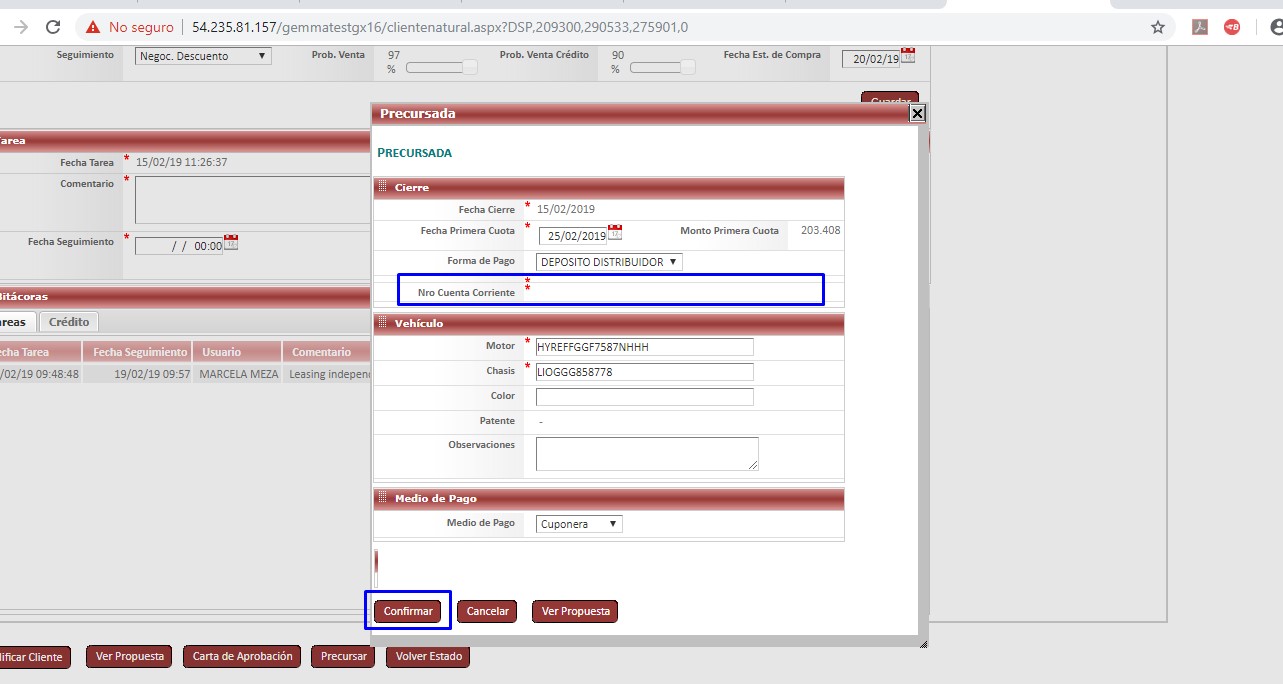 No seguro 54.235.81.157/gemmatestgx16/clientenatural.aspx?DSP,209300,290533,275901,0
Seguimiento Negoc. Descuento Prob. Venta 97 % Prob. Venta Crédito 90 % Fecha Est. de Compra 20/02/19
Guardar
Precursada
PRECURSADA
area
Fecha Tarea * 15/02/19 11:26:37
Comentario *
Fecha Seguimiento * / / 00:00
Bitácoras
areas Crédito
echa Tarea Fecha Seguimiento Usuario Comentario
/02/19 09:48:48 19/02/19 09:57 MARCELA MEZA Leasing independ
Cierre
Fecha Cierre * 15/02/2019
Fecha Primera Cuota * 25/02/2019 Monto Primera Cuota 203.408
Forma de Pago DEPOSITO DISTRIBUIDOR
*
Nro Cuenta Corriente *
Vehículo
Motor * HYREFFGGF7587NHHH
Chasis * LIOGGG858778
Color
Patente -
Observaciones
Medio de Pago
Medio de Pago Cuponera
Confirmar Cancelar Ver Propuesta
ificar Cliente Ver Propuesta Carta de Aprobación Precursar Volver Estado